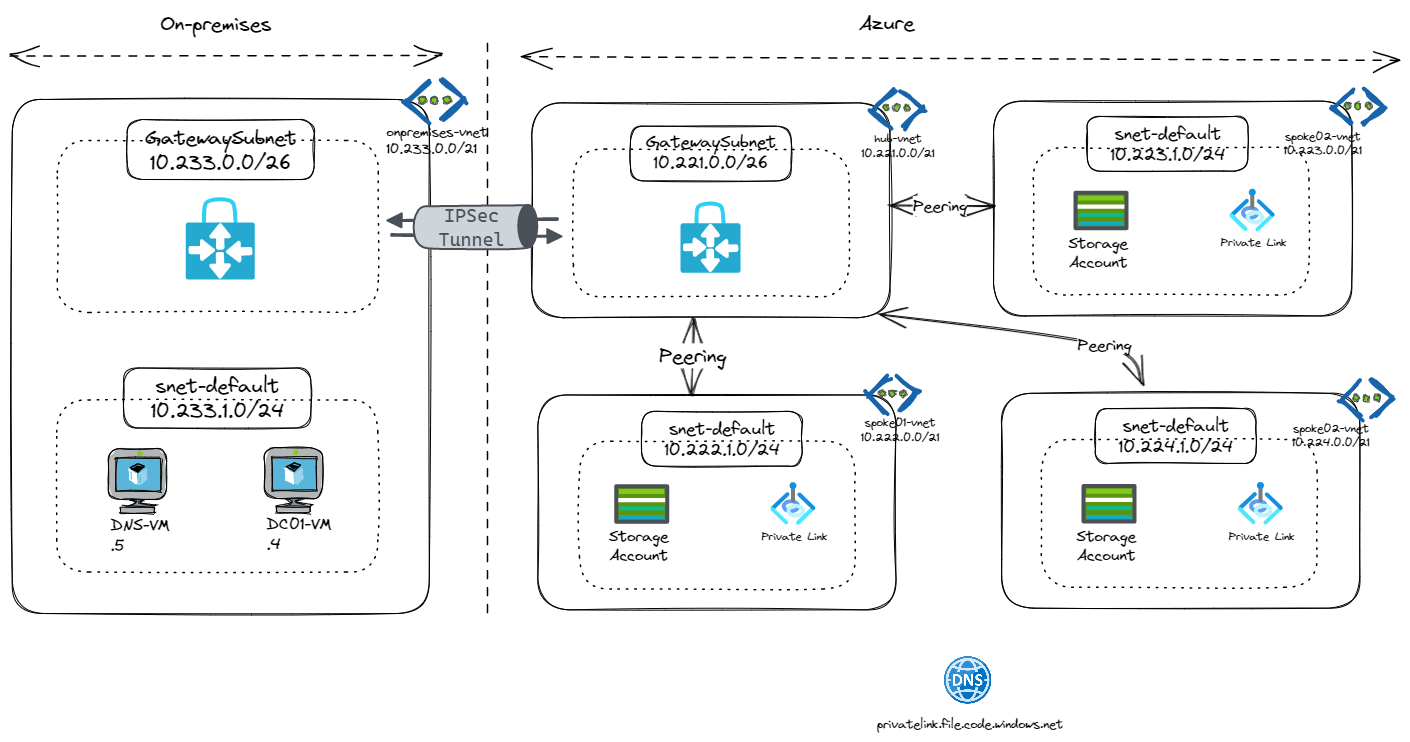 On-premises
Azure
onpremises-vnet
10.233.0.0/21
GatewaySubnet
10.233.0.0/26
IPSec
Tunnel
snet-default
10.233.1.0/24
DNS-VM
.5
DC01-VM
.4
hub-vnet
10.221.0.0/21
GatewaySubnet
10.221.0.0/26
Peering
spoke02-vnet
10.223.0.0/21
snet-default
10.223.1.0/24
Storage
Account
Private Link
Peering
Peering
spoke01-vnet
10.222.0.0/21
snet-default
10.222.1.0/24
Storage
Account
Private Link
spoke02-vnet
10.224.0.0/21
snet-default
10.224.1.0/24
Storage
Account
Private Link
DNS
privatelink.file.code.windows.net